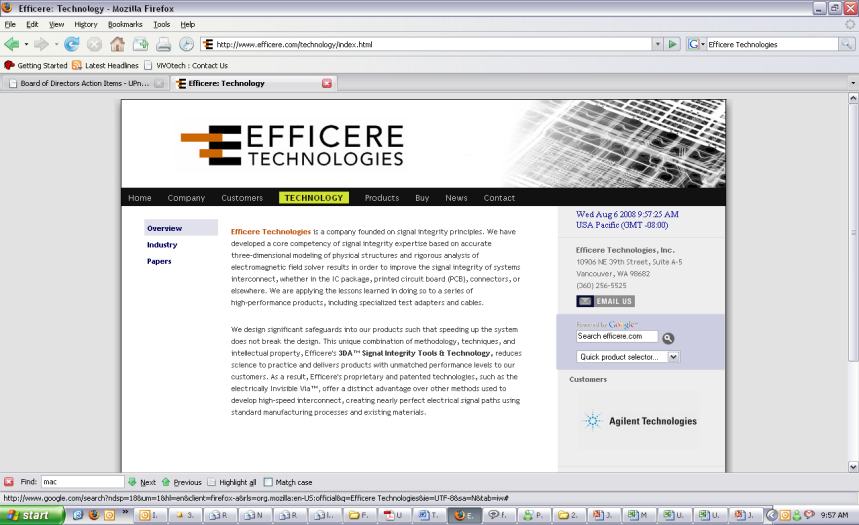 Efficere: Technology - Mozilla Firefox
File Edit View History Bookmarks Tools Help
http://www.efficere.com/technology/index.html
Efficere Technologies
Getting Started Latest Headlines VIVOtech : Contact Us
Board of Directors Action Items - UPn... Efficere: Technology
EFFICERE
TECHNOLOGIES
Home Company Customers TECHNOLOGY Products Buy News Contact
Overview
Industry
Papers
Efficere Technologies is a company founded on signal integrity principles. We have
developed a core competency of signal integrity expertise based on accurate
three-dimensional modeling of physical structures and rigorous analysis of
electromagnetic field solver results in order to improve the signal integrity of systems
interconnect, whether in the IC package, printed circuit board (PCB), connectors, or
elsewhere. We are applying the lessons learned in doing so to a series of
high-performance products, including specialized test adapters and cables.
We design significant safeguards into our products such that speeding up the system
does not break the design. This unique combination of methodology, techniques, and
intellectual property, Efficere's 3DA™ Signal Integrity Tools & Technology, reduces
science to practice and delivers products with unmatched performance levels to our
customers. As a result, Efficere's proprietary and patented technologies, such as the
electrically Invisible Via™, offer a distinct advantage over other methods used to
develop high-speed interconnect, creating nearly perfect electrical signal paths using
standard manufacturing processes and existing materials.
Wed Aug 6 2008 9:57:25 AM
USA Pacific (GMT -08:00)
Efficere Technologies, Inc.
10906 NE 39th Street, Suite A-5
Vancouver, WA 98682
(360) 256-5525
EMAIL US
Powered by Google™
Search efficere.com
Quick product selector...
Customers
Agilent Technologies
Find: mac Next Previous Highlight all Match case
http://www.google.com/search?ndsp=18&um=1&hl=en&client=firefox-a&rls=org.mozilla:en-US:official&q=Efficere Technologies&ie=UTF-8&sa=N&tab=iw#
start » I. 3. R N R I.. F. U T. E. f. P. 2. J. M U. U. J. 9:57 AM